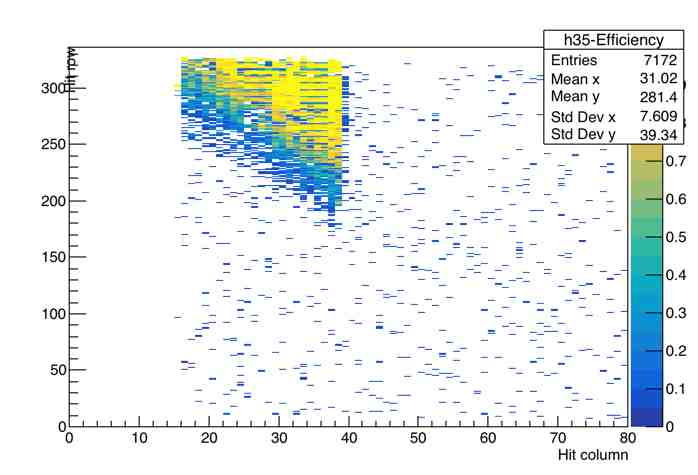 h35-Efficiency
Entries 7172
Mean x 31.02
Mean y 281.4
Std Dev x 7.609
Std Dev y 39.34
300
250
200
150
100
50
0
0 10 20 30 40 50 60 70 80
Hit column
0.7
0.6
0.5
0.4
0.3
0.2
0.1
0